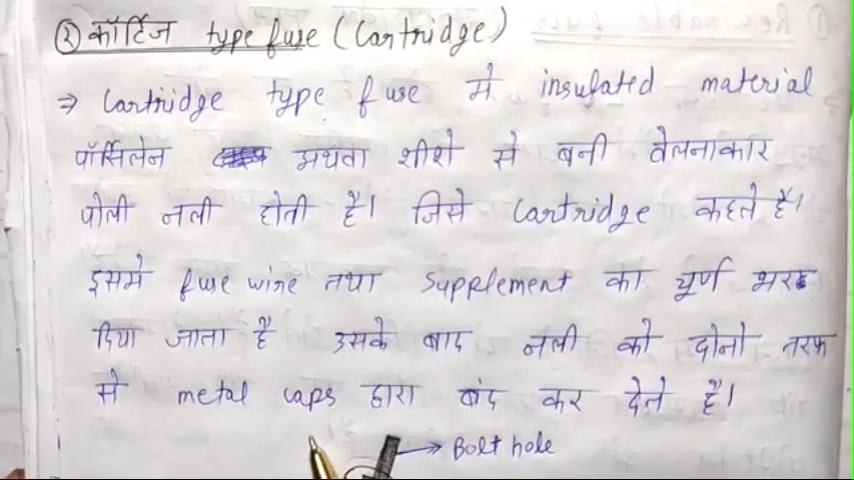 ② कॉर्टिज type fuse (Cartridge)
⇒ Cartridge type fuse में insulated material
पॉर्सिलेन अथवा शीशे से बनी वेलनाकार
पोली नली होती है। जिसे Cartridge कहते हैं।
इसमे fuse wire तथा Supplement का चूर्ण भर
दिया जाता है उसके बाद नली को दोनो तरफ
से metal caps द्वारा बंद कर देते है।
→ Bolt hole